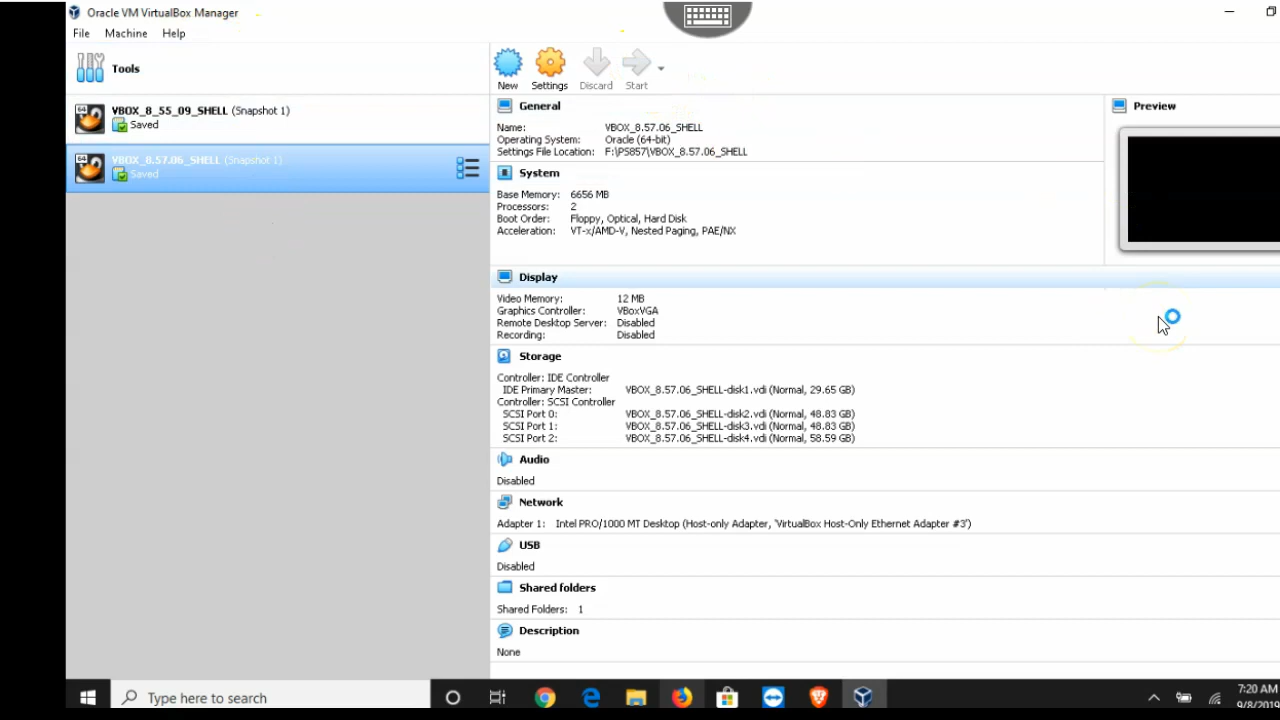 Oracle VM VirtualBox Manager
File Machine Help
Tools
New Settings Discard Start
64 VBOX_8_55_09_SHELL (Snapshot 1)
Saved
64 VBOX_8.57.06_SHELL (Snapshot 1)
Saved
General
Name: VBOX_8.57.06_SHELL
Operating System: Oracle (64-bit)
Settings File Location: F:\PS857\VBOX_8.57.06_SHELL
Preview
System
Base Memory: 6656 MB
Processors: 2
Boot Order: Floppy, Optical, Hard Disk
Acceleration: VT-x/AMD-V, Nested Paging, PAE/NX
Display
Video Memory: 12 MB
Graphics Controller: VBoxVGA
Remote Desktop Server: Disabled
Recording: Disabled
Storage
Controller: IDE Controller
IDE Primary Master: VBOX_8.57.06_SHELL-disk1.vdi (Normal, 29.65 GB)
Controller: SCSI Controller
SCSI Port 0: VBOX_8.57.06_SHELL-disk2.vdi (Normal, 48.83 GB)
SCSI Port 1: VBOX_8.57.06_SHELL-disk3.vdi (Normal, 48.83 GB)
SCSI Port 2: VBOX_8.57.06_SHELL-disk4.vdi (Normal, 58.59 GB)
Audio
Disabled
Network
Adapter 1: Intel PRO/1000 MT Desktop (Host-only Adapter, 'VirtualBox Host-Only Ethernet Adapter #3')
USB
Disabled
Shared folders
Shared Folders: 1
Description
None
Type here to search
7:20 AM
9/8/2019